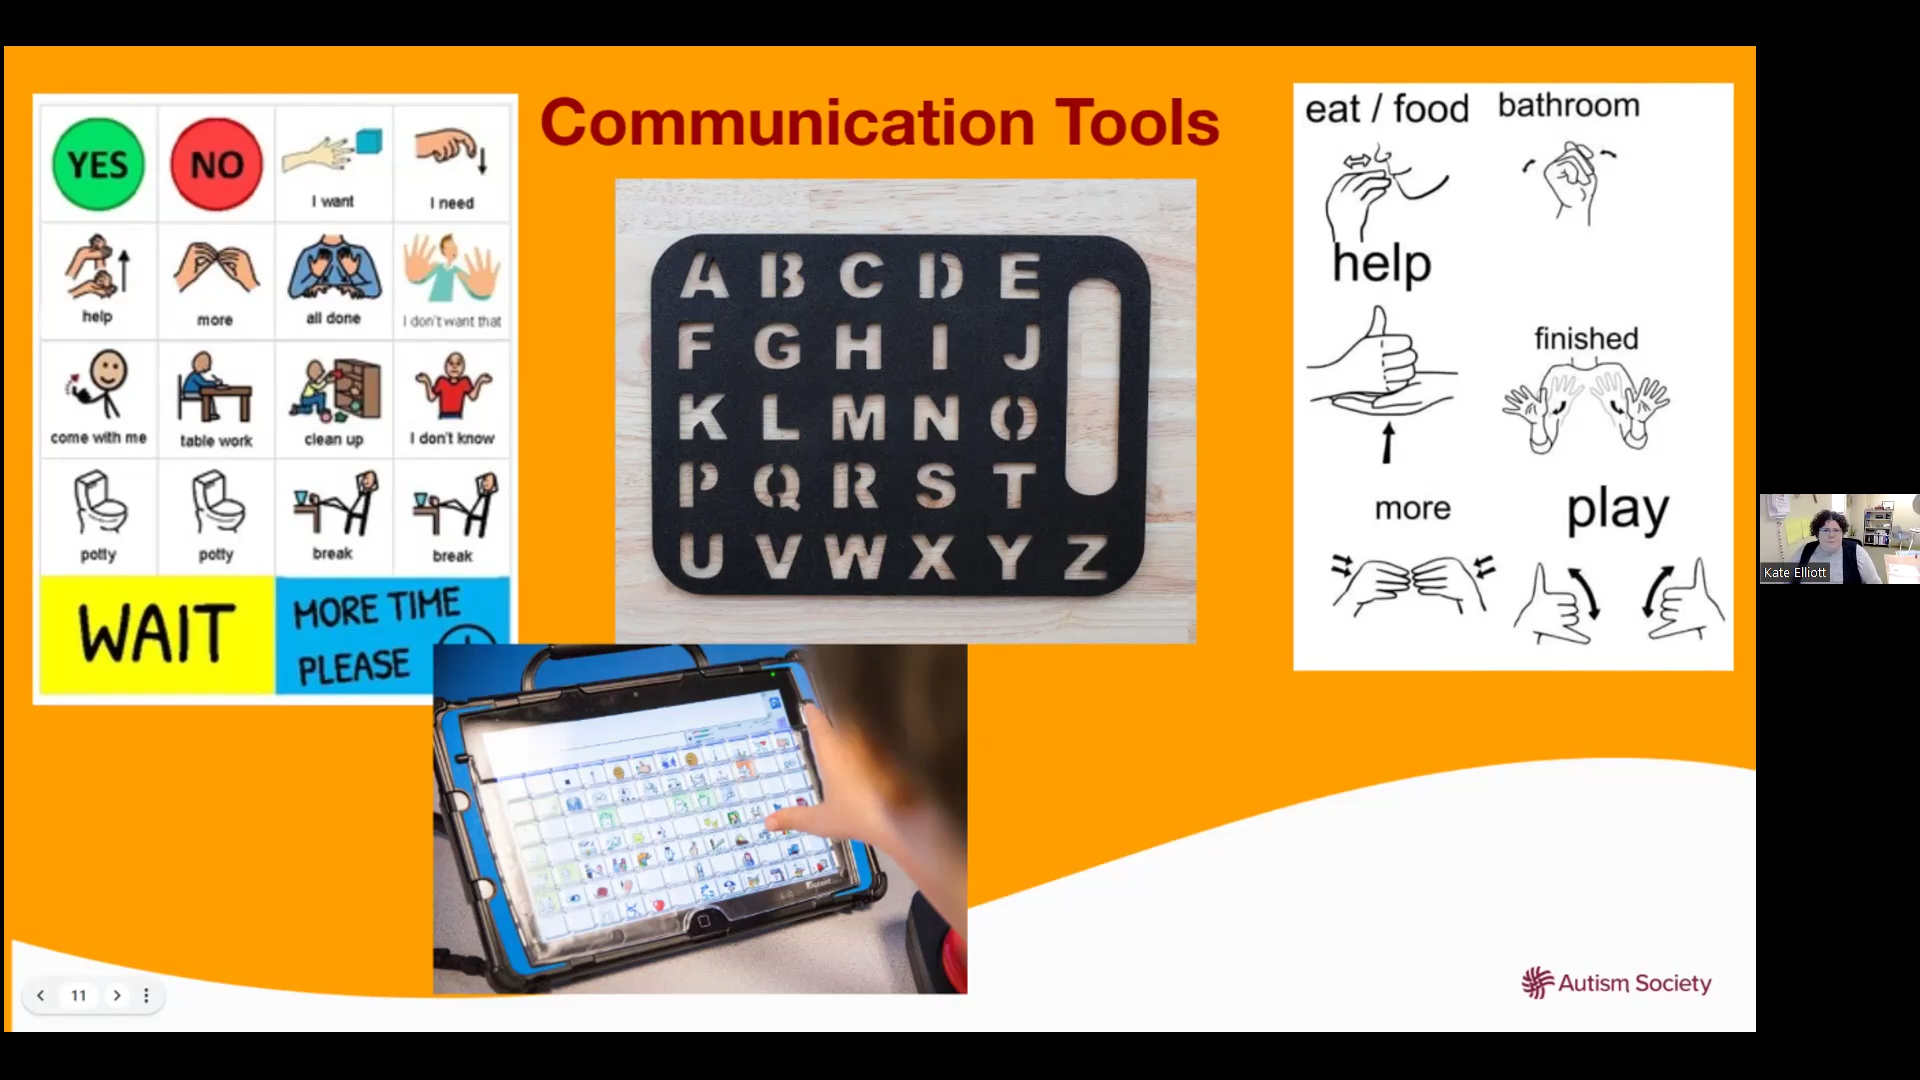 Communication Tools
YES NO I want I need
help more all done I don't want that
come with me table work clean up I don't know
potty potty break break
WAIT MORE TIME
PLEASE
A B C D E
F G H I J
K L M N O
P Q R S T
U V W X Y Z
eat / food bathroom
help
finished
more play
Kate Elliott
11
Autism Society